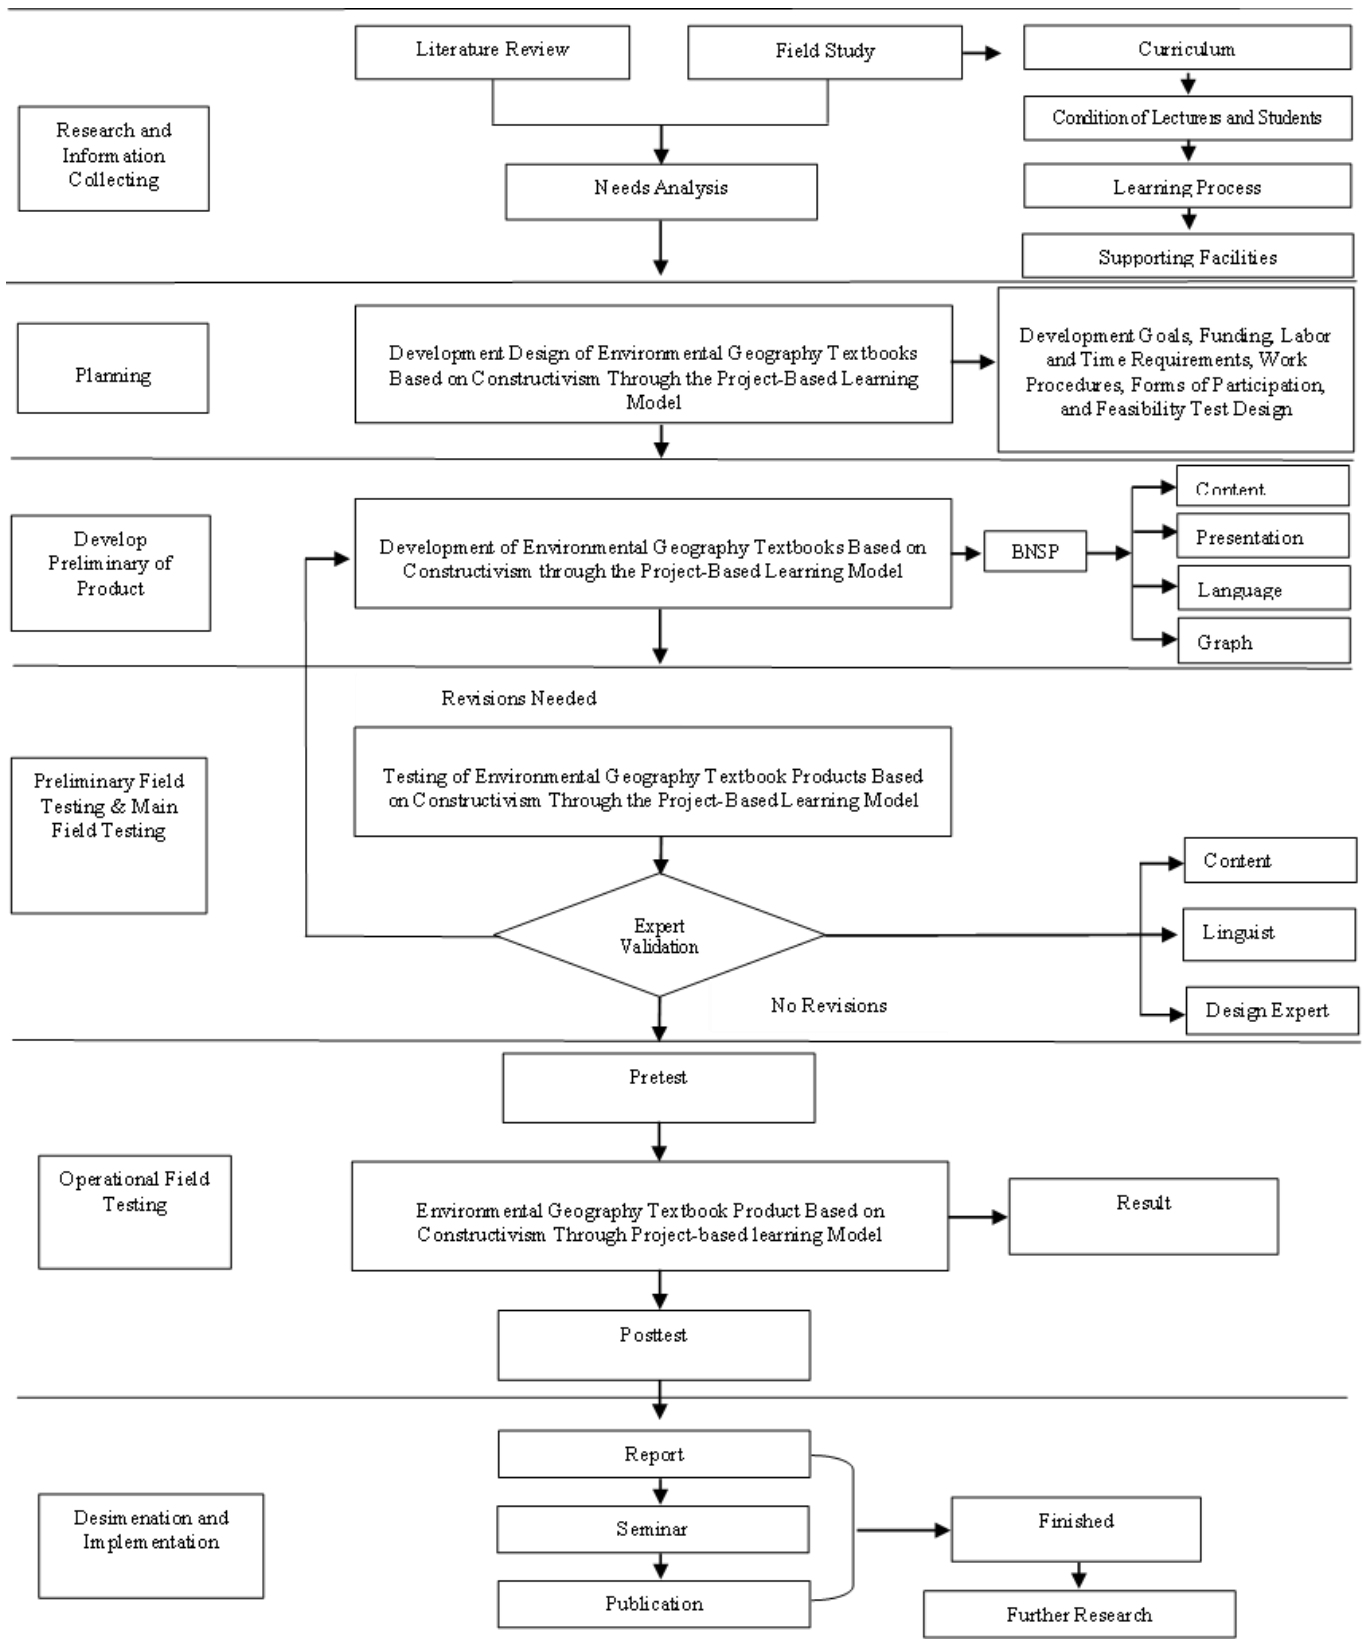 Literature Review
Field Study
Curriculum
Condition of Lecturers and Students
Learning Process
Supporting Facilities
Research and
Information
Collecting
Needs Analysis
Planning
Development Design of Environmental Geography Textbooks
Based on Constructivism Through the Project-Based Learning
Model
Development Goals, Funding, Labor
and Time Requirements, Work
Procedures, Forms of Participation,
and Feasibility Test Design
Develop
Preliminary of
Product
Development of Environmental Geography Textbooks Based on
Constructivism through the Project-Based Learning Model
BNSP
Content
Presentation
Language
Graph
Revisions Needed
Preliminary Field
Testing & Main
Field Testing
Testing of Environmental Geography Textbook Products Based
on Constructivism Through the Project-Based Learning Model
Expert
Validation
Content
Linguist
Design Expert
No Revisions
Pretest
Operational Field
Testing
Environmental Geography Textbook Product Based on
Constructivism Through Project-based learning Model
Result
Posttest
Desimenation and
Implementation
Report
Seminar
Publication
Finished
Further Research